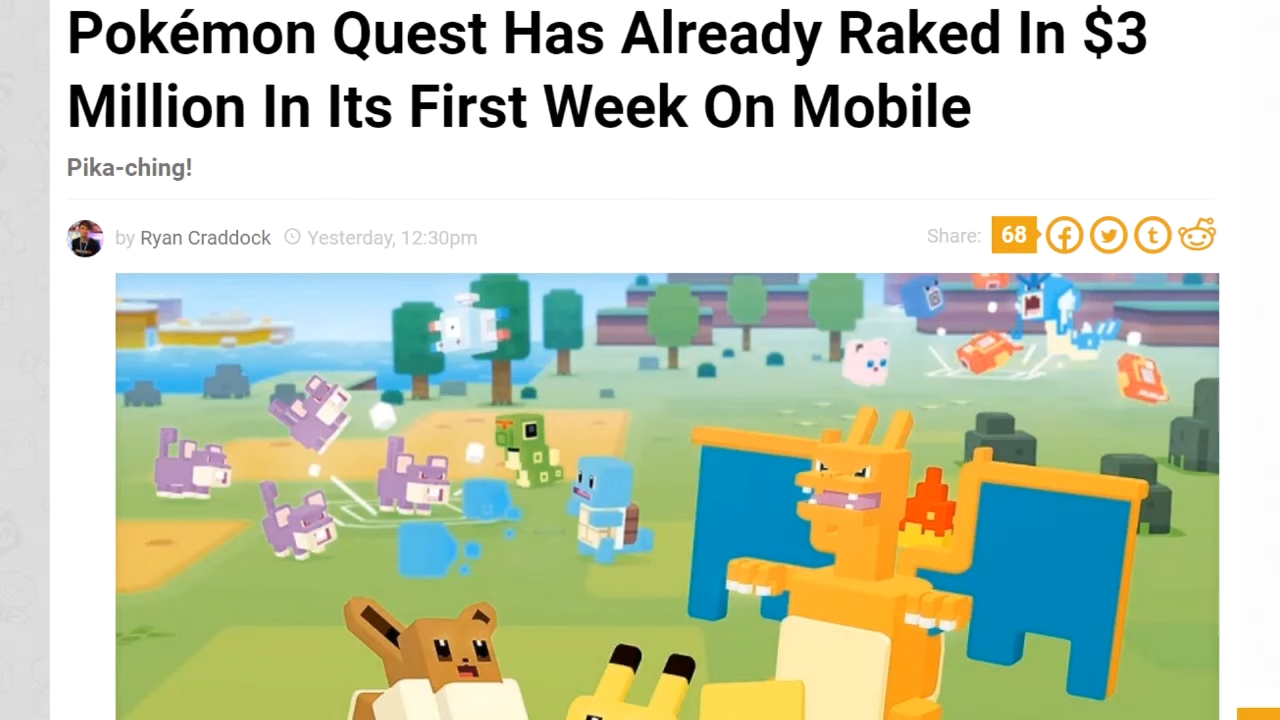 Pokémon Quest Has Already Raked In $3
Million In Its First Week On Mobile
Pika-ching!
by Ryan Craddock Yesterday, 12:30pm
Share: 68